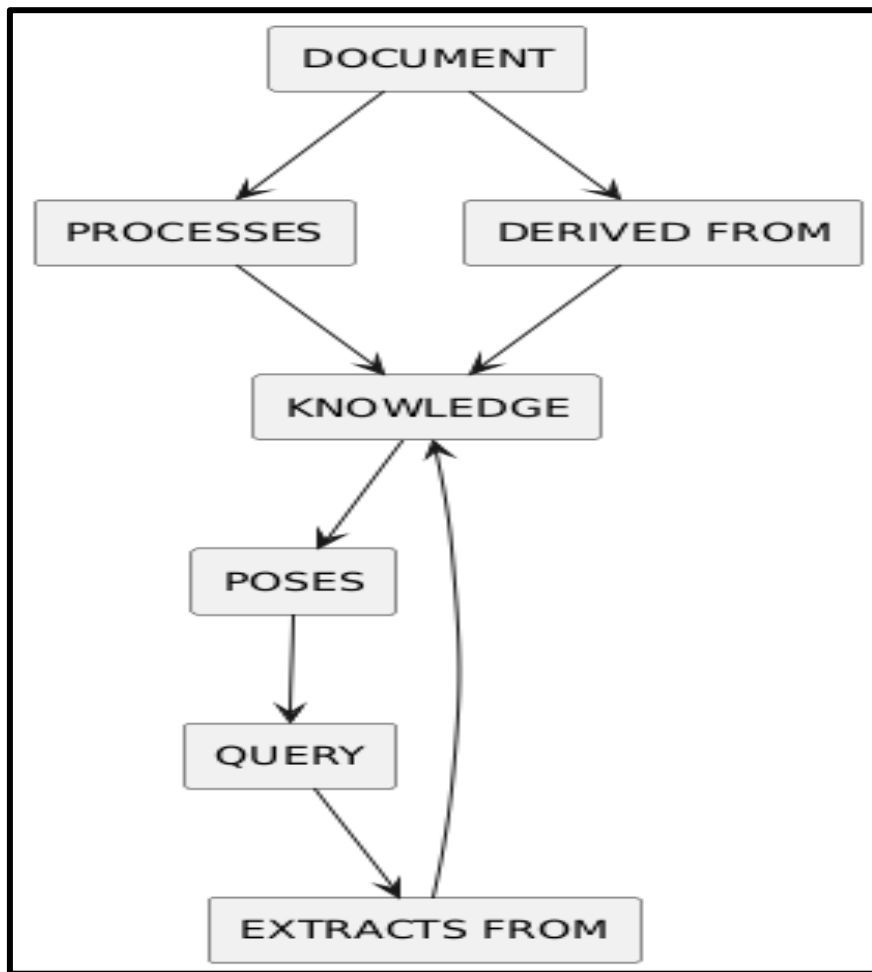 DOCUMENT
PROCESSES
DERIVED FROM
KNOWLEDGE
POSES
QUERY
EXTRACTS FROM